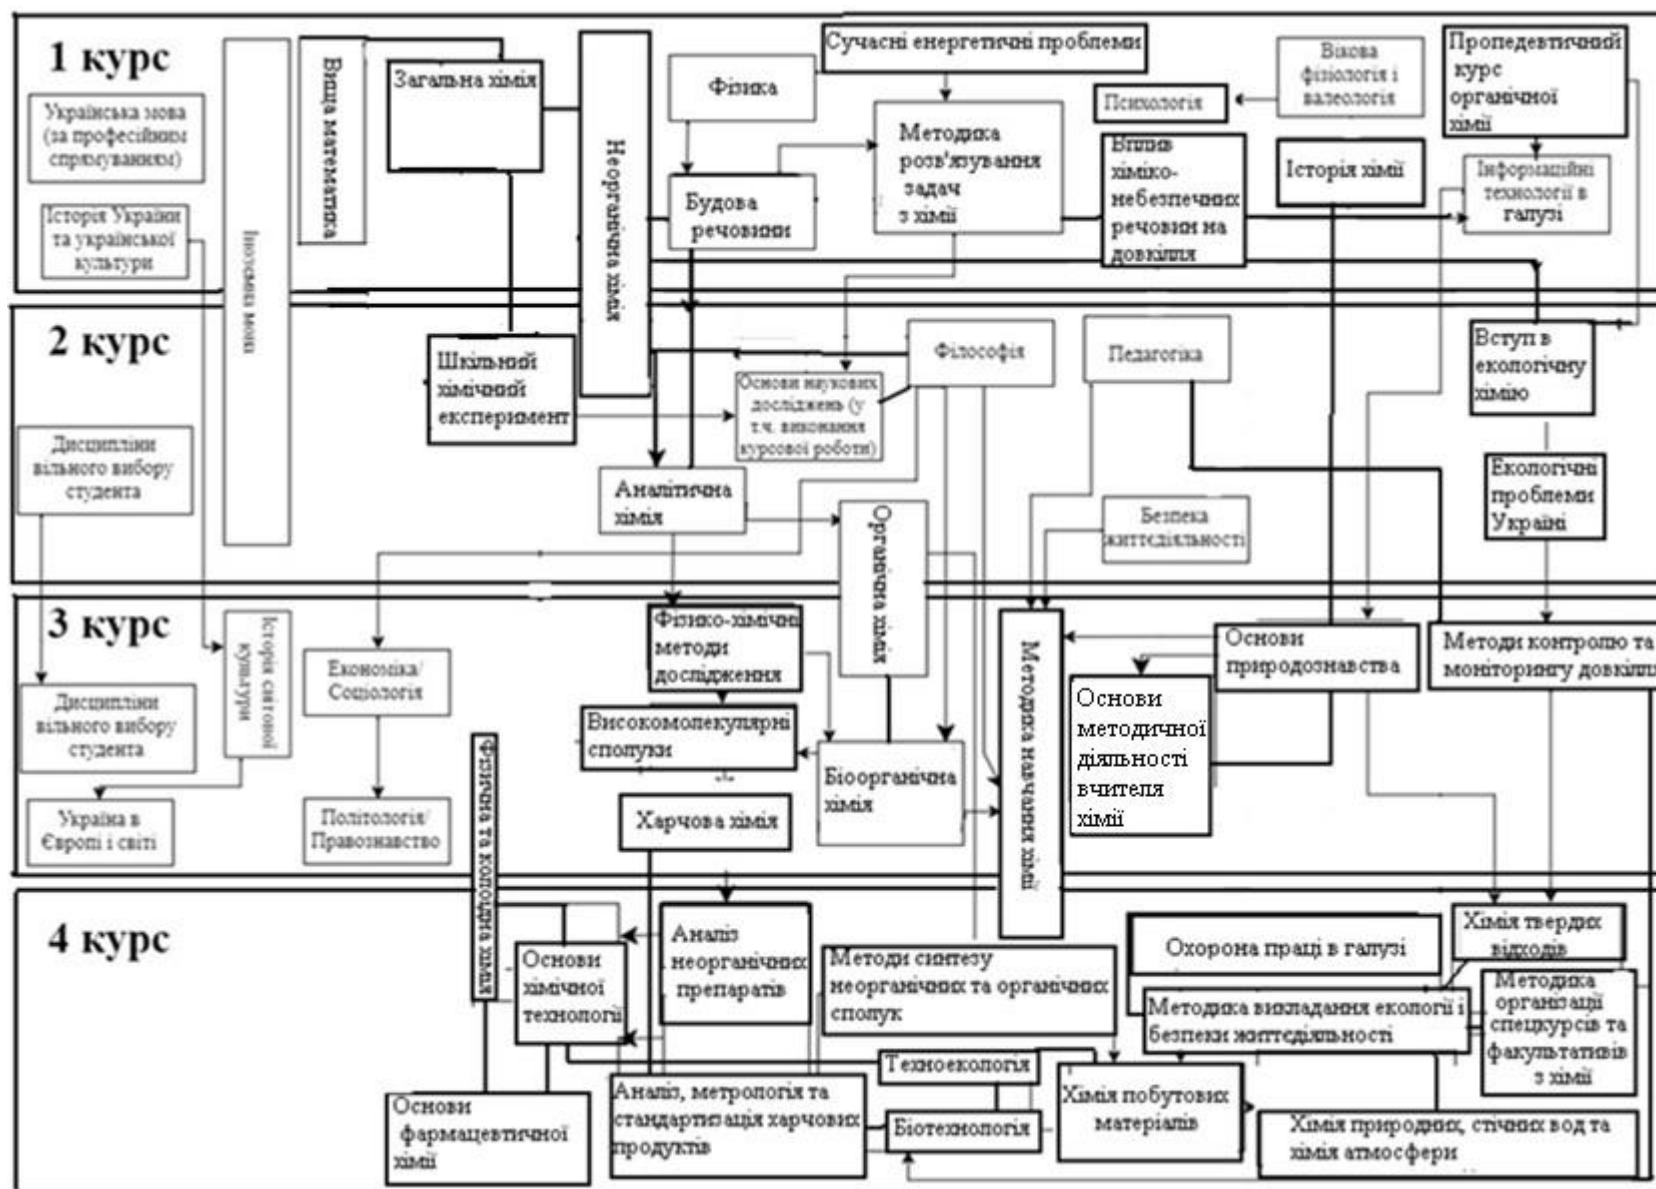 1 курс
Українська мова
(за професійним
спрямуванням)
Історія України
та української
культури
Іноземна мова
Вища математика
Загальна хімія
Неорганічна хімія
Фізика
Сучасні енергетичні проблеми
Будова
речовини
Методика
розв'язування
задач
з хімії
Психологія
Вплив
хіміко-
небезпечних
речовин на
довкілля
Вікова
фізіологія і
валеологія
Історія хімії
Пропедевтичний
курс
органічної
хімії
Інформаційні
технології в
галузі
2 курс
Дисципліни
вільного вибору
студента
Шкільний
хімічний
експеримент
Основи наукових
досліджень (у
т.ч. виконання
курсової роботи)
Філософія
Педагогіка
Вступ в
екологічну
хімію
Аналітична
хімія
Органічна хімія
Безпека
життєдіяльності
Екологічні
проблеми
Україні
3 курс
Дисципліни
вільного вибору
студента
Історія світової
культури
Україна в
Європі і світі
Економіка/
Соціологія
Політологія/
Правознавство
Фізична та колоїдна хімія
Фізико-хімічні
методи
дослідження
Високомолекулярні
сполуки
Харчова хімія
Біоорганічна
хімія
Методика навчання хімії
Основи
природознавства
Основи
методичної
діяльності
вчителя
хімії
Методи контролю та
моніторингу довкілл
4 курс
Основи
хімічної
технології
Аналіз
неорганічних
препаратів
Методи синтезу
неорганічних та органічних
сполук
Охорона праці в галузі
Хімія твердих
відходів
Методика викладання екології і
безпеки життєдіяльності
Методика
організації
спецкурсів та
факультативів
з хімії
Основи
фармацевтичної
хімії
Аналіз, метрологія та
стандартизація харчових
продуктів
Техноекологія
Біотехнологія
Хімія побутових
матеріалів
Хімія природних, стічних вод та
хімія атмосфери